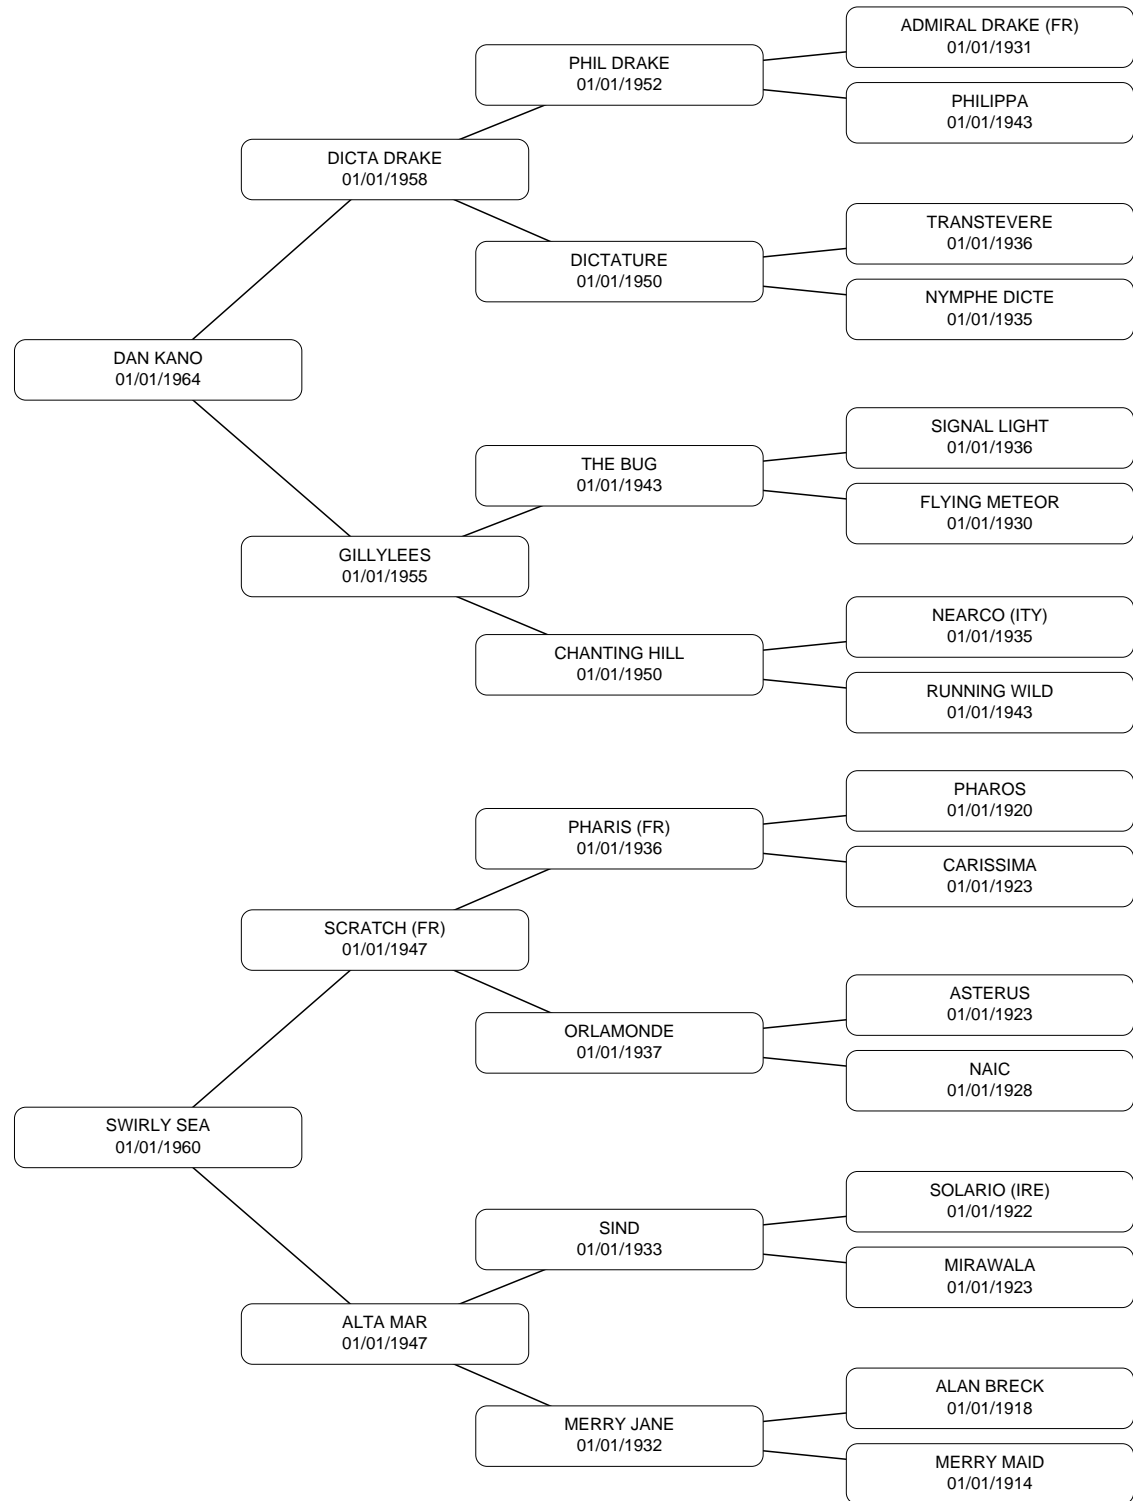 ADMIRAL DRAKE (FR)
01/01/1931
PHIL DRAKE
01/01/1952
PHILIPPA
01/01/1943
DICTA DRAKE
01/01/1958
TRANSTEVERE
01/01/1936
DICTATURE
01/01/1950
NYMPHE DICTE
01/01/1935
DAN KANO
01/01/1964
SIGNAL LIGHT
01/01/1936
THE BUG
01/01/1943
FLYING METEOR
01/01/1930
GILLYLEES
01/01/1955
NEARCO (ITY)
01/01/1935
CHANTING HILL
01/01/1950
RUNNING WILD
01/01/1943
PHAROS
01/01/1920
PHARIS (FR)
01/01/1936
CARISSIMA
01/01/1923
SCRATCH (FR)
01/01/1947
ASTERUS
01/01/1923
ORLAMONDE
01/01/1937
NAIC
01/01/1928
SWIRLY SEA
01/01/1960
SOLARIO (IRE)
01/01/1922
SIND
01/01/1933
MIRAWALA
01/01/1923
ALTA MAR
01/01/1947
ALAN BRECK
01/01/1918
MERRY JANE
01/01/1932
MERRY MAID
01/01/1914